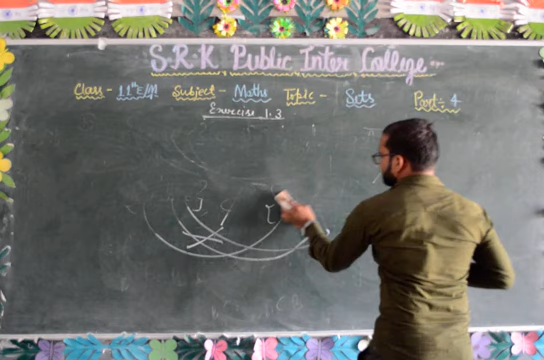 S.R.K Public Inter College
Class - 11th E/M Subject - Maths Topic - Sets Part - 4
Exercise 1.3